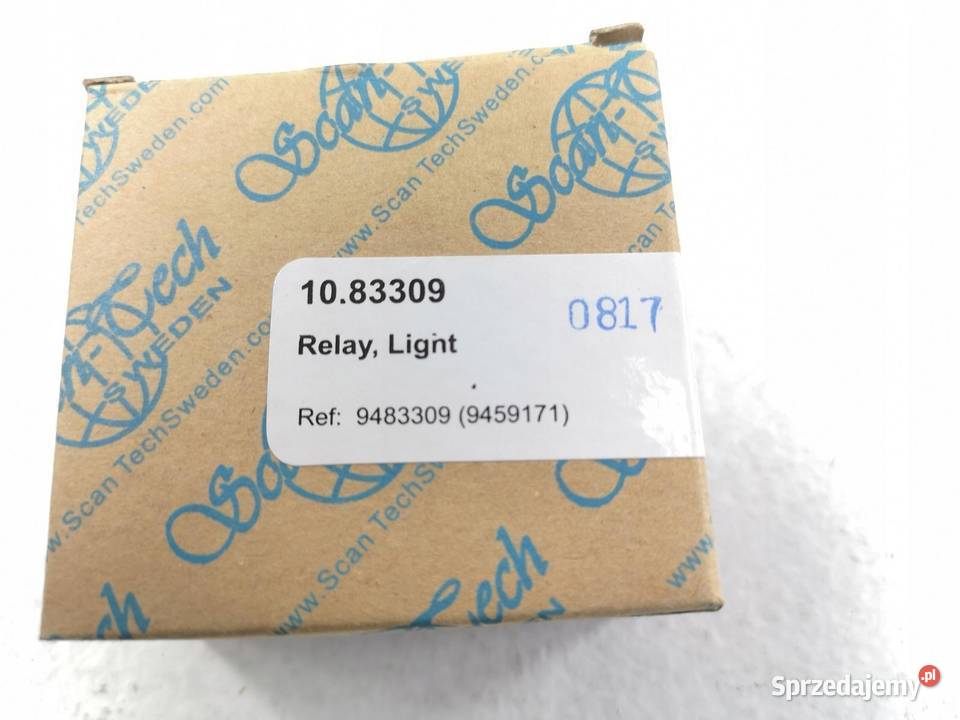 Scan-Tech
SWEDEN
www.ScanTechSweden.com
10.83309
0817
Relay, Light
Ref: 9483309 (9459171)
Sprzedajemy.pl